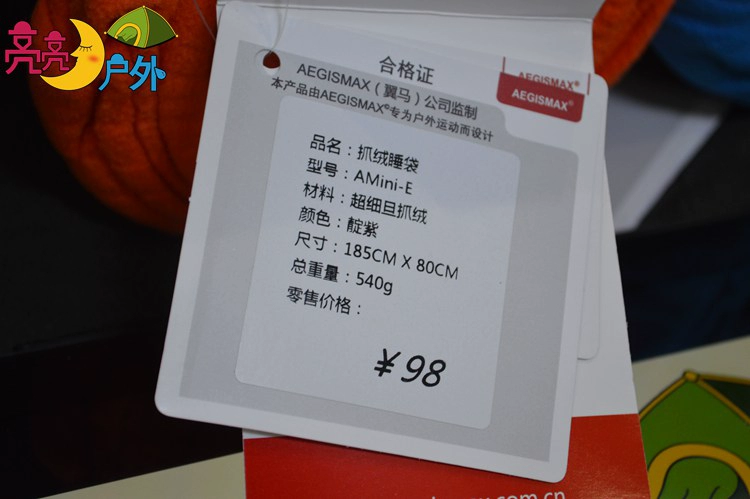 亮亮
户外
合格证
AEGISMAX（翼马）公司监制
本产品由AEGISMAX®专为户外运动而设计
AEGISMAX®
AEGISMAX®
品名：抓绒睡袋
型号：AMini-E
材料：超细旦抓绒
颜色：靛紫
尺寸：185CM X 80CM
总重量：540g
零售价格：
￥98
.com.cn